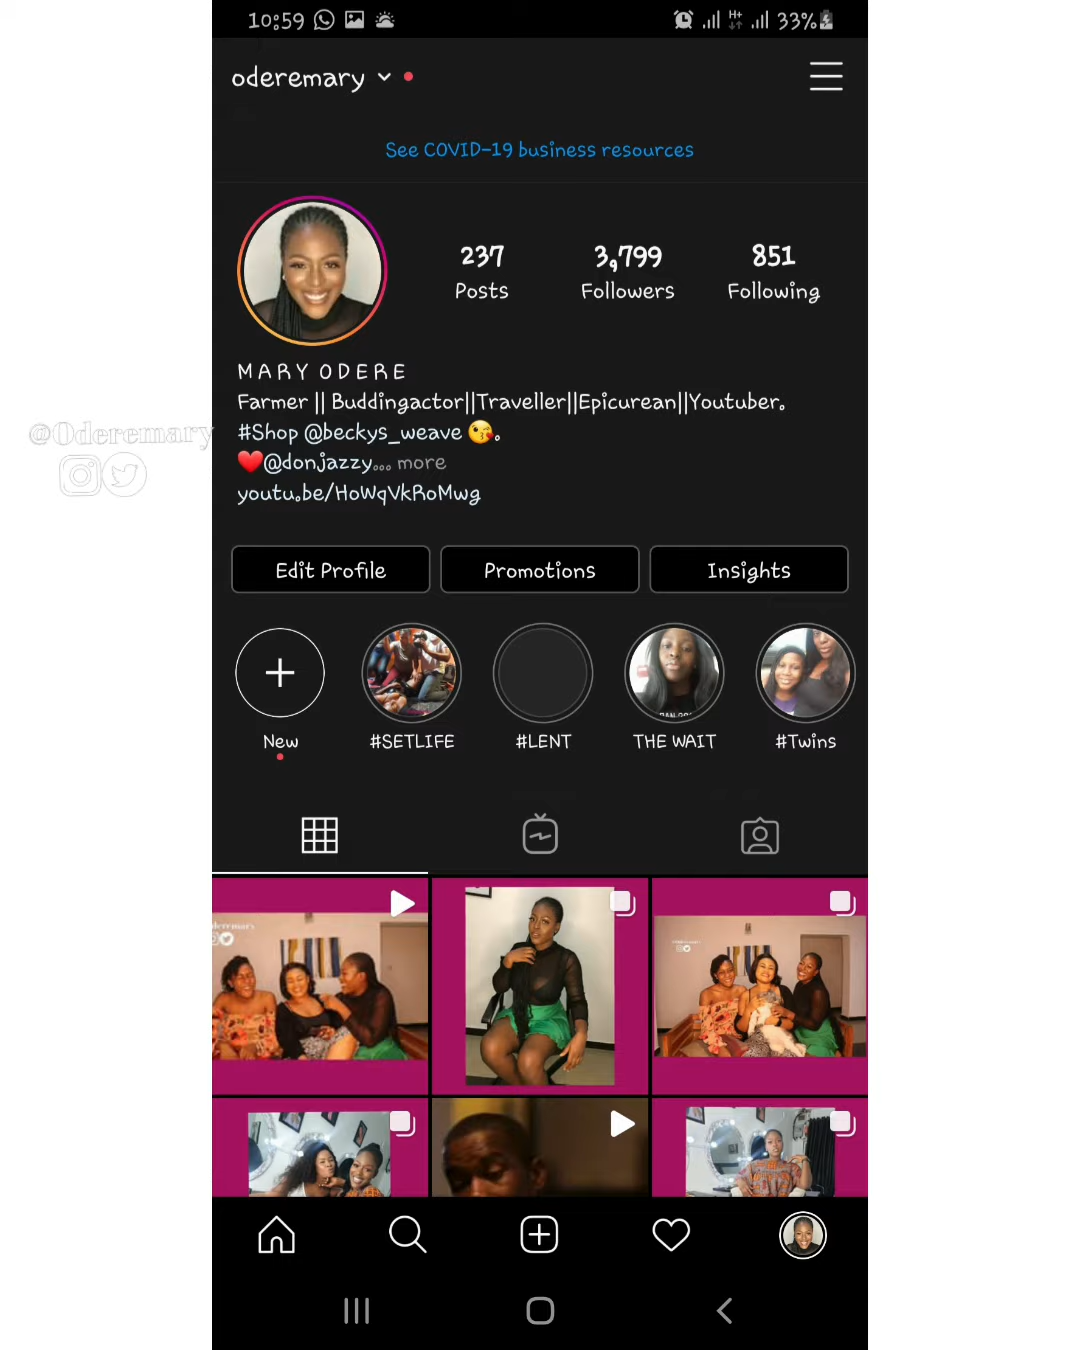 10:59 H+ 33%
oderemary
See COVID-19 business resources
237 3,799 851
Posts Followers Following
MARY ODERE
Farmer || Buddingactor||Traveller||Epicurean||Youtuber.
#Shop @beckys_weave 😘.
❤️@donjazzy... more
youtu.be/HoWqVkRoMwg
@Oderemary
Edit Profile Promotions Insights
New #SETLIFE #LENT THE WAIT #Twins